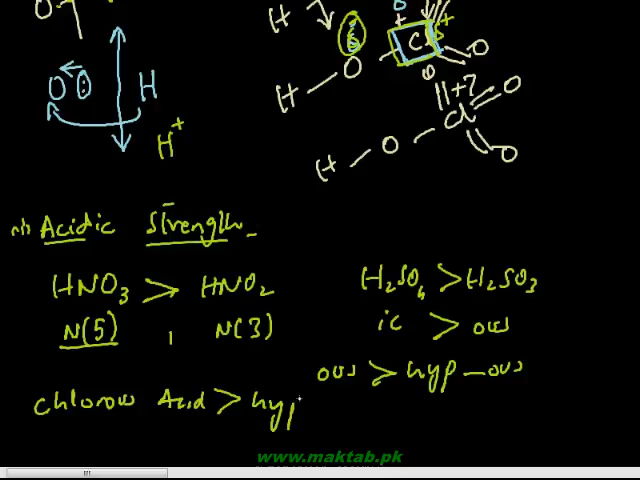 H
O
Cl
O
O H
O
H
+7
Cl O
H+
O
O
H
Acidic Strength
HNO3 > HNO2
H2SO4 > H2SO3
N(5) , N(3)
ic > ous
ous > hyp-ous
chlorous Acid > hyp
www.maktab.pk